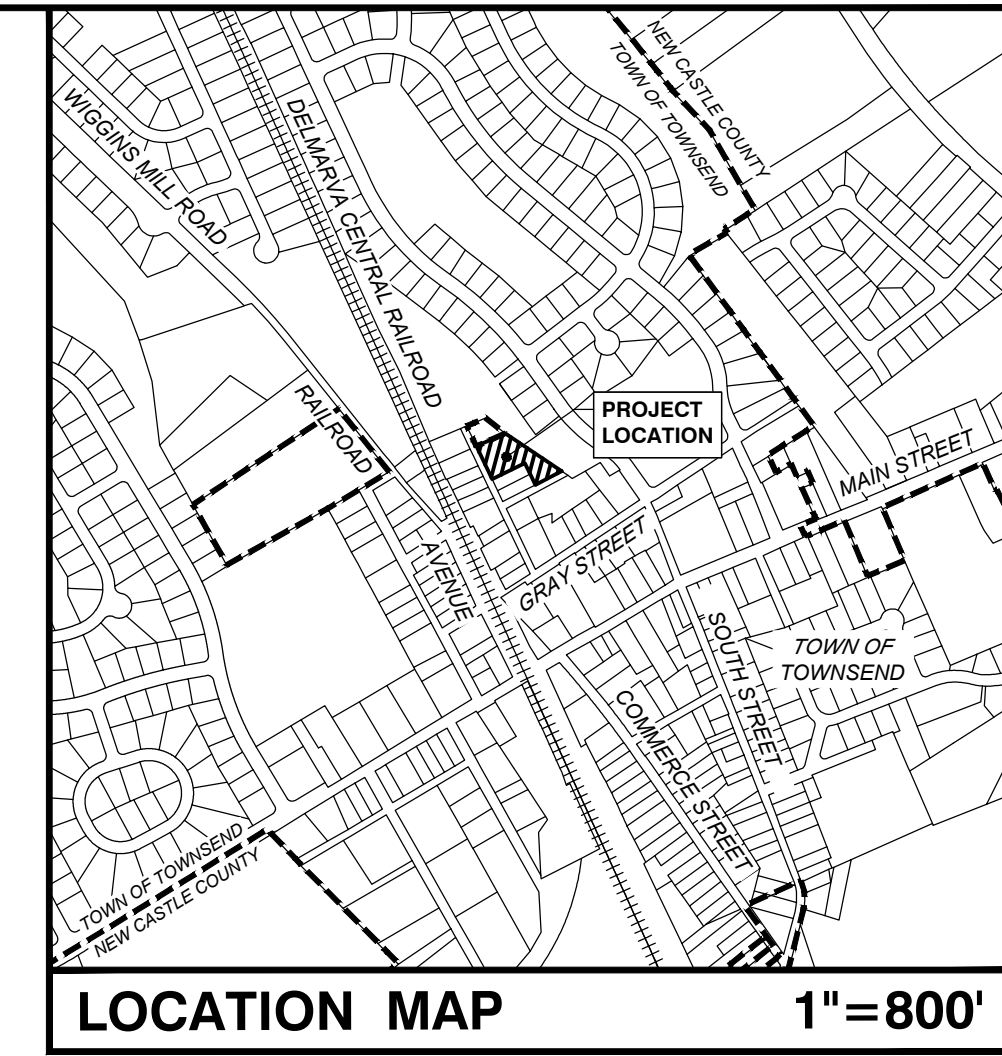 NEW CASTLE COUNTY
TOWN OF TOWNSEND
WIGGINS MILL ROAD
DELMARVA CENTRAL RAILROAD
RAILROAD
AVENUE
PROJECT
LOCATION
MAIN STREET
GRAY STREET
SOUTH STREET
TOWN OF
TOWNSEND
COMMERCE STREET
TOWN OF TOWNSEND
NEW CASTLE COUNTY
LOCATION MAP 1"=800'